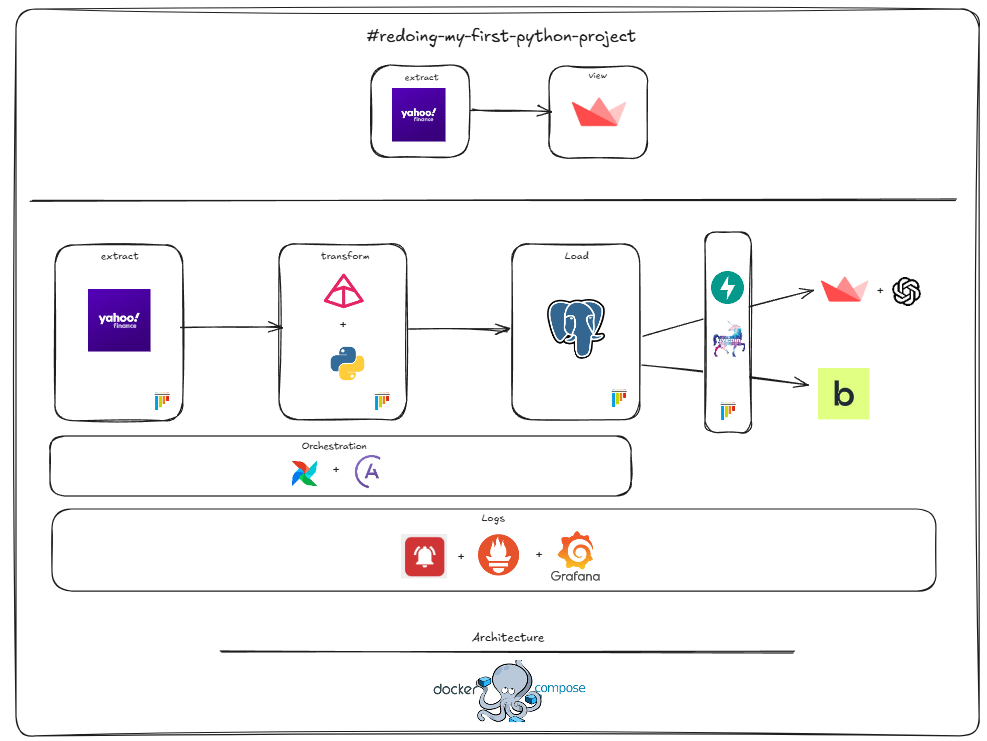 #redoing-my-first-python-project
extract
view
yahoo!
finance
extract
transform
Load
yahoo!
finance
+
+
b
Orchestration
+
Logs
+
+
Grafana
Architecture
docker compose